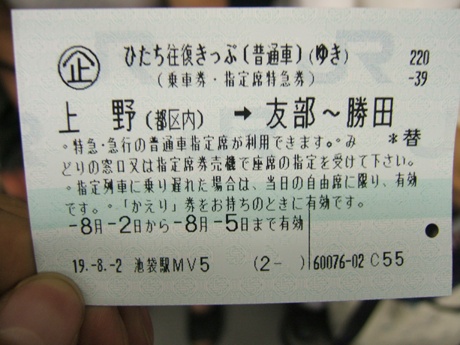 企 ひたち往復きっぷ〔普通車〕(ゆき) 220
(乗車券・指定席特急券) -39
上野(都区内) → 友部〜勝田
・特急・急行の普通車指定席が利用できます。・み *替
どりの窓口又は指定席券売機で座席の指定を受けて下さい。
・指定列車に乗り遅れた場合は、当日の自由席に限り、有効
です。・「かえり」券をお持ちのときに有効です。
-8月-2日から-8月-5日まで有効
19.-8.-2 池袋駅MV5 (2- ) 60076-02 C55